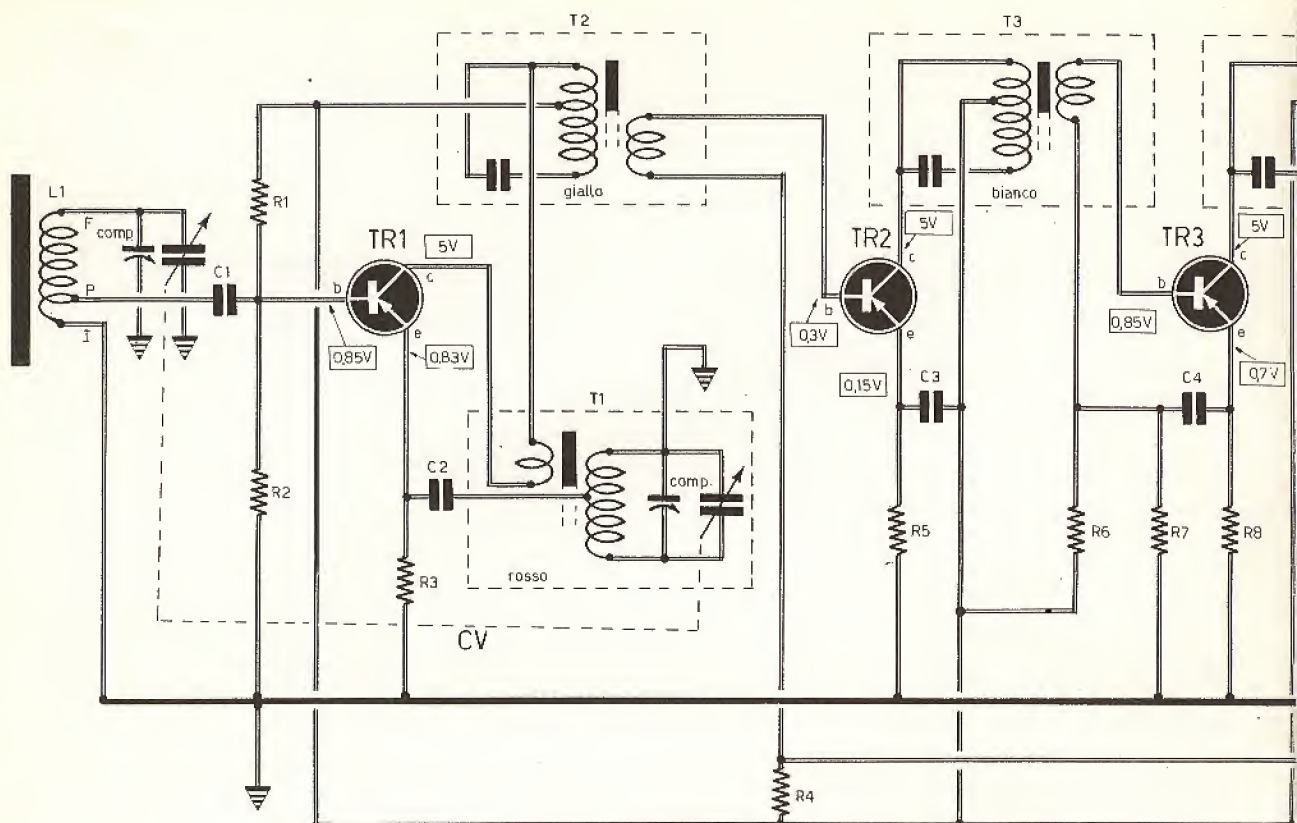 T2
T3
L1
F
comp
P
I
C1
R1
giallo
bianco
TR1
5V
c
b
e
0,85V
0,83V
TR2
5V
c
b
e
0,3V
0,15V
TR3
5V
c
b
e
0,85V
0,7V
T1
C2
comp.
C3
C4
R2
R3
rosso
R5
R6
R7
R8
CV
R4